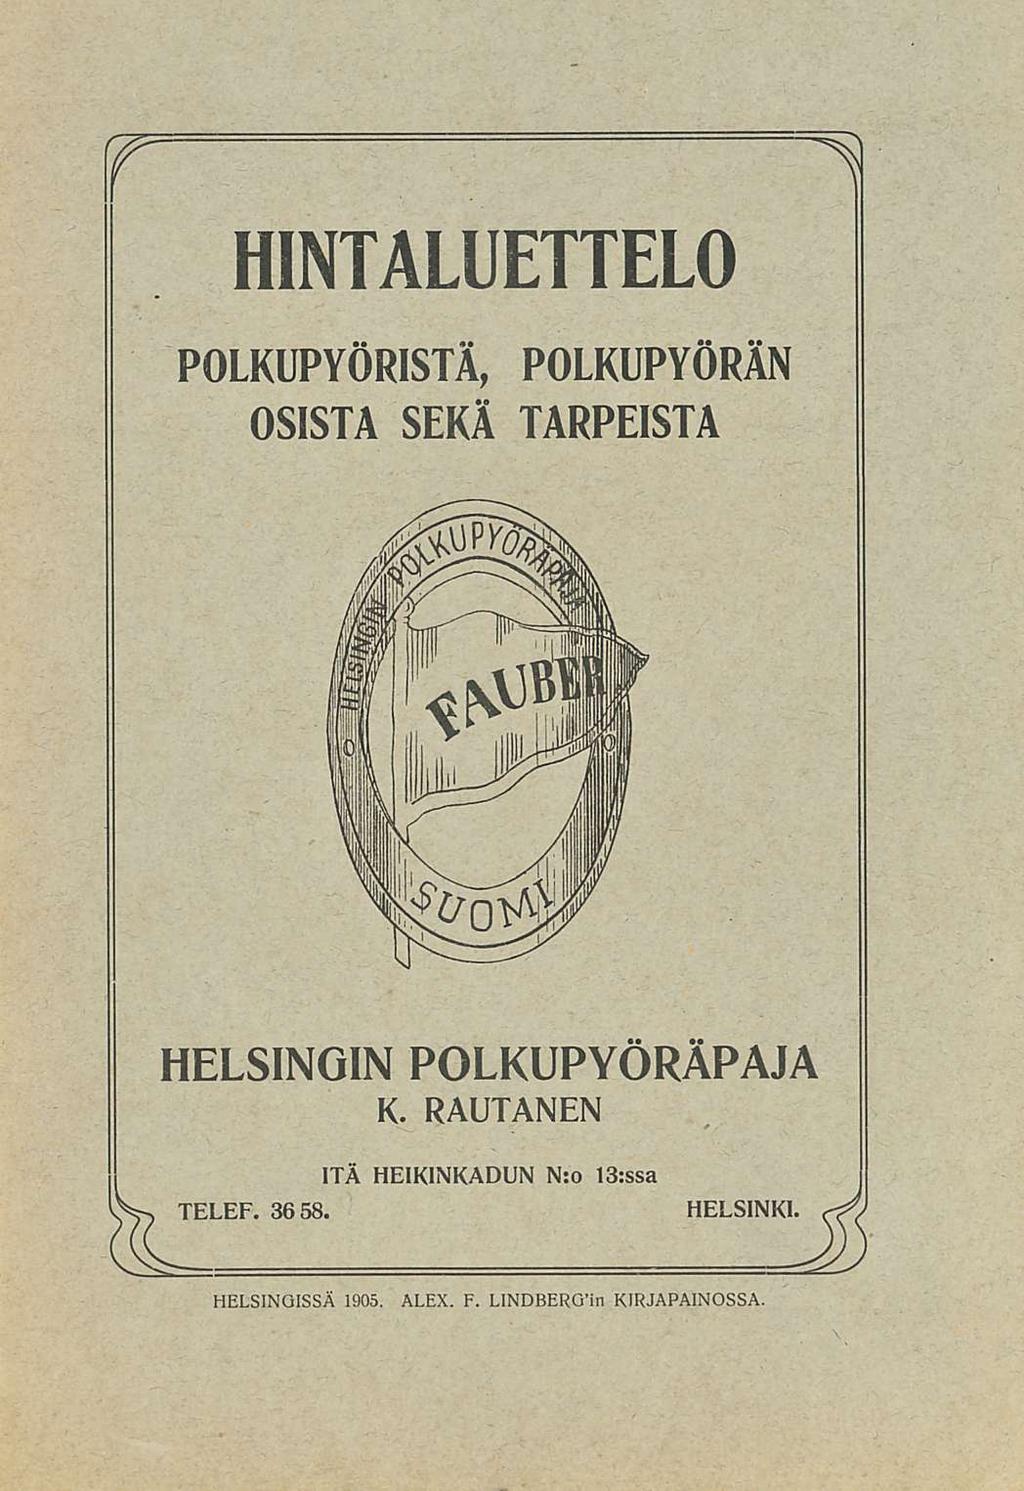 HINTALUETTELO
POLKUPYÖRISTÄ, POLKUPYÖRÄN
OSISTA SEKÄ TARPEISTA
HELSINGIN POLKUPYÖRÄPAJA
FAUBER
SUOMI
HELSINGIN POLKUPYÖRÄPAJA
K. RAUTANEN
ITÄ HEIKINKADUN N:o 13:ssa
TELEF. 36 58. HELSINKI.
HELSINGISSÄ 1905. ALEX. F. LINDBERG'in KIRJAPAINOSSA.